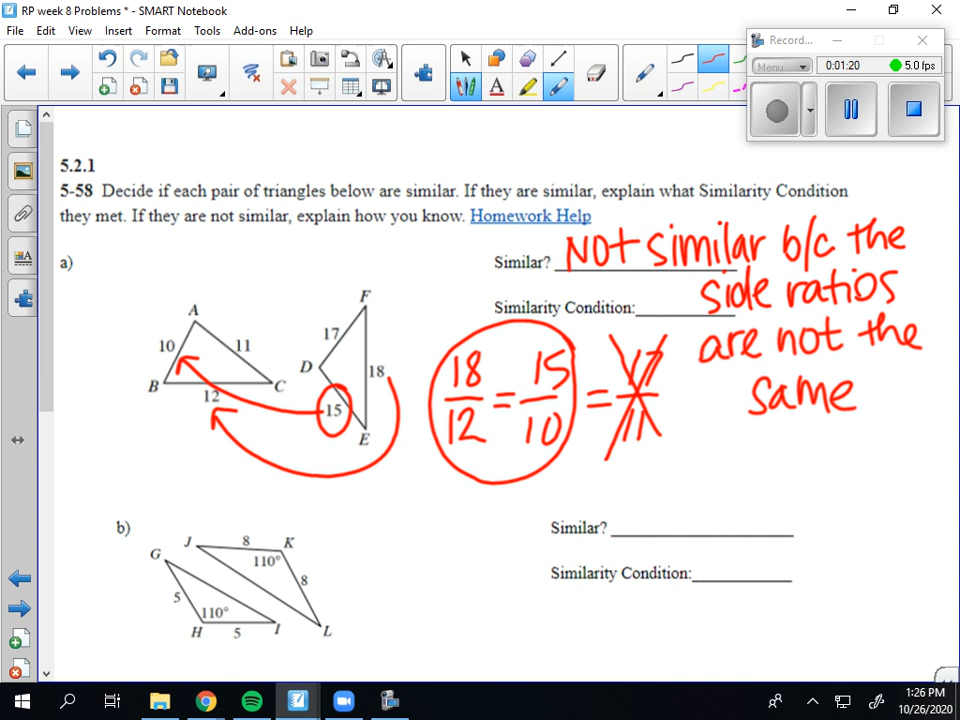 RP week 8 Problems * - SMART Notebook
File Edit View Insert Format Tools Add-ons Help
Record...
Menu 0:01:20 5.0 fps
5.2.1
5-58 Decide if each pair of triangles below are similar. If they are similar, explain what Similarity Condition
they met. If they are not similar, explain how you know. Homework Help
a)
Similar? Not similar b/c the
Similarity Condition: side ratios
are not the
same
A
10
11
B
12
C
F
17
D
18
15
E
18/12 = 15/10 = 17/11
b)
Similar?
Similarity Condition:
G
J
8
K
110°
8
5
110°
H
5
I
L
1:26 PM
10/26/2020